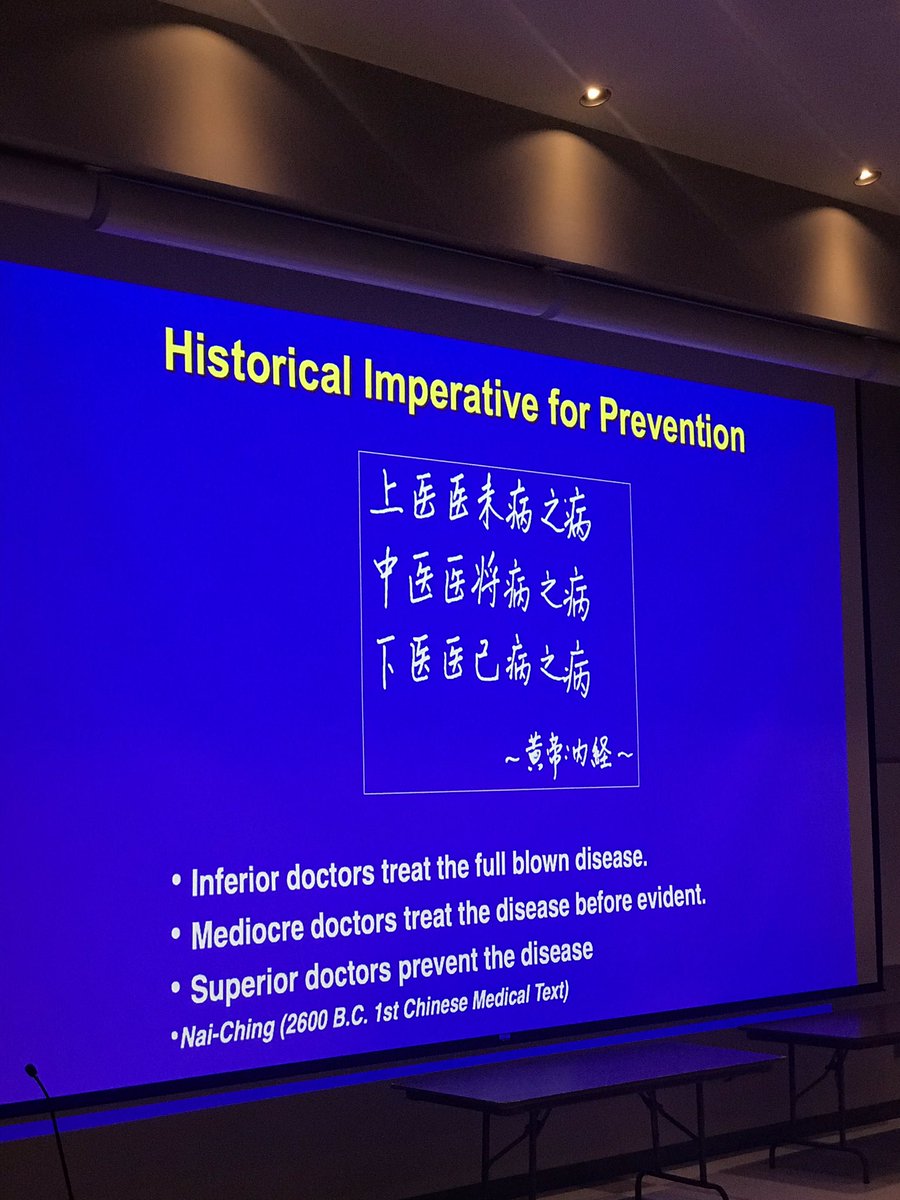 Historical Imperative for Prevention
上医医未病之病
中医医将病之病
下医医已病之病
~黄帝内経~
• Inferior doctors treat the full blown disease.
• Mediocre doctors treat the disease before evident.
• Superior doctors prevent the disease
•Nai-Ching (2600 B.C. 1st Chinese Medical Text)